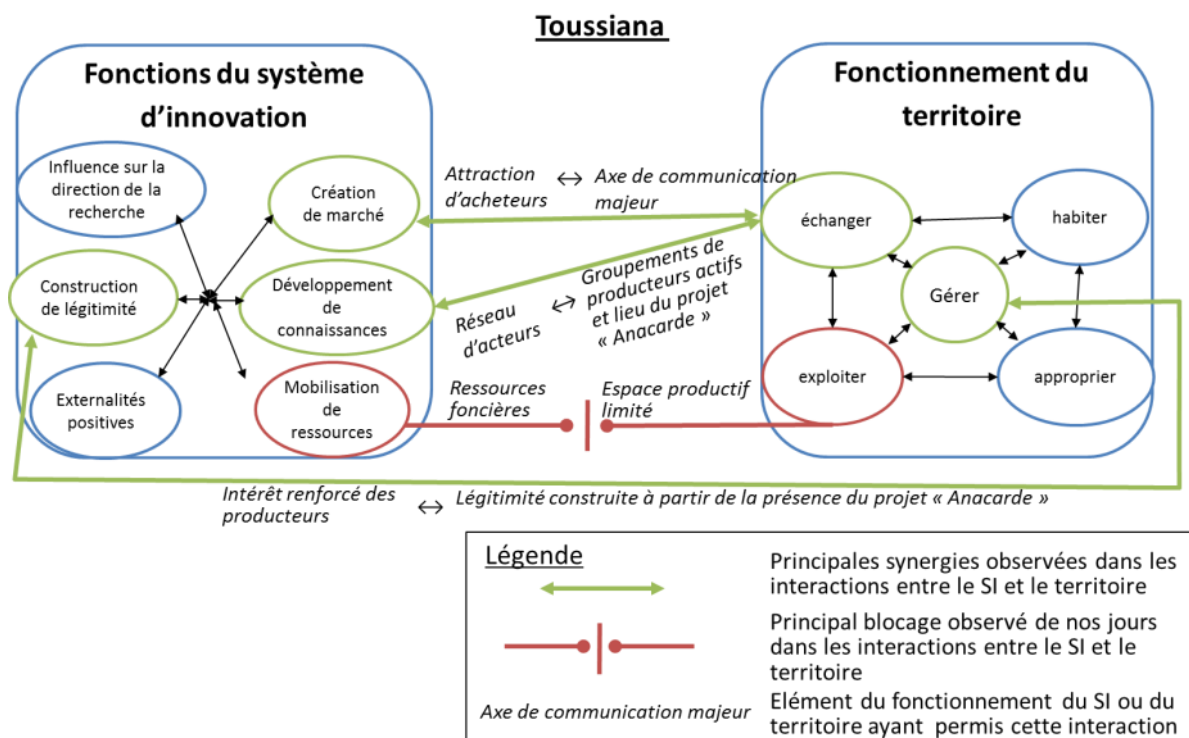 Toussiana
Fonctions du système
d'innovation
Influence sur la
direction de la
recherche
Création
de marché
Construction
de légitimité
Développement
de
connaissances
Externalités
positives
Mobilisation
de
ressources
Attraction
d'acheteurs
↔
Axe de communication
majeur
Réseau
d'acteurs
↔
Groupements de
producteurs actifs
et lieu du projet
« Anacarde »
Ressources
foncières
Espace productif
limité
Fonctionnement du
territoire
échanger
habiter
Gérer
exploiter
approprier
Intérêt renforcé des
producteurs
↔
Légitimité construite à partir de la présence du projet « Anacarde »
Légende
Principales synergies observées dans les
interactions entre le SI et le territoire
Principal blocage observé de nos jours
dans les interactions entre le SI et le
territoire
Axe de communication majeur
Elément du fonctionnement du SI ou du
territoire ayant permis cette interaction